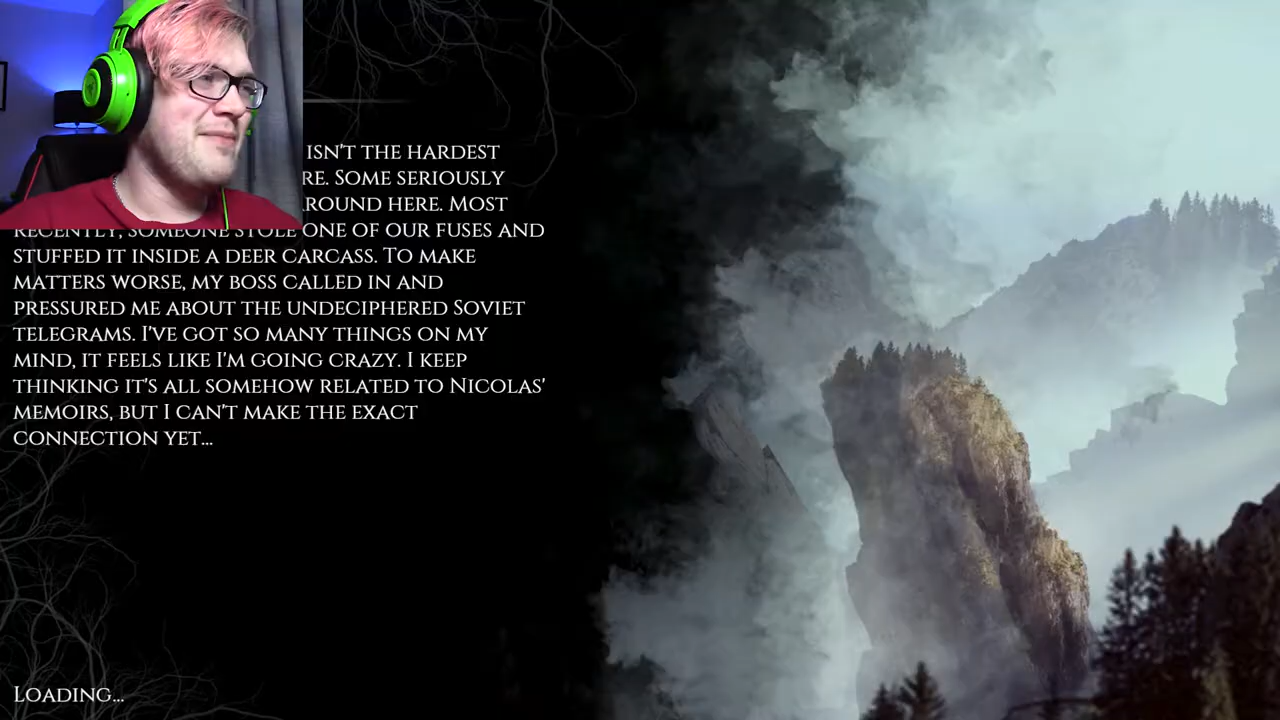 ISN'T THE HARDEST
RE. SOME SERIOUSLY
AROUND HERE. MOST
RECENTLY, SOMEONE STOLE ONE OF OUR FUSES AND
STUFFED IT INSIDE A DEER CARCASS. TO MAKE
MATTERS WORSE, MY BOSS CALLED IN AND
PRESSURED ME ABOUT THE UNDECIPHERED SOVIET
TELEGRAMS. I'VE GOT SO MANY THINGS ON MY
MIND, IT FEELS LIKE I'M GOING CRAZY. I KEEP
THINKING IT'S ALL SOMEHOW RELATED TO NICOLAS'
MEMOIRS, BUT I CAN'T MAKE THE EXACT
CONNECTION YET...
LOADING...